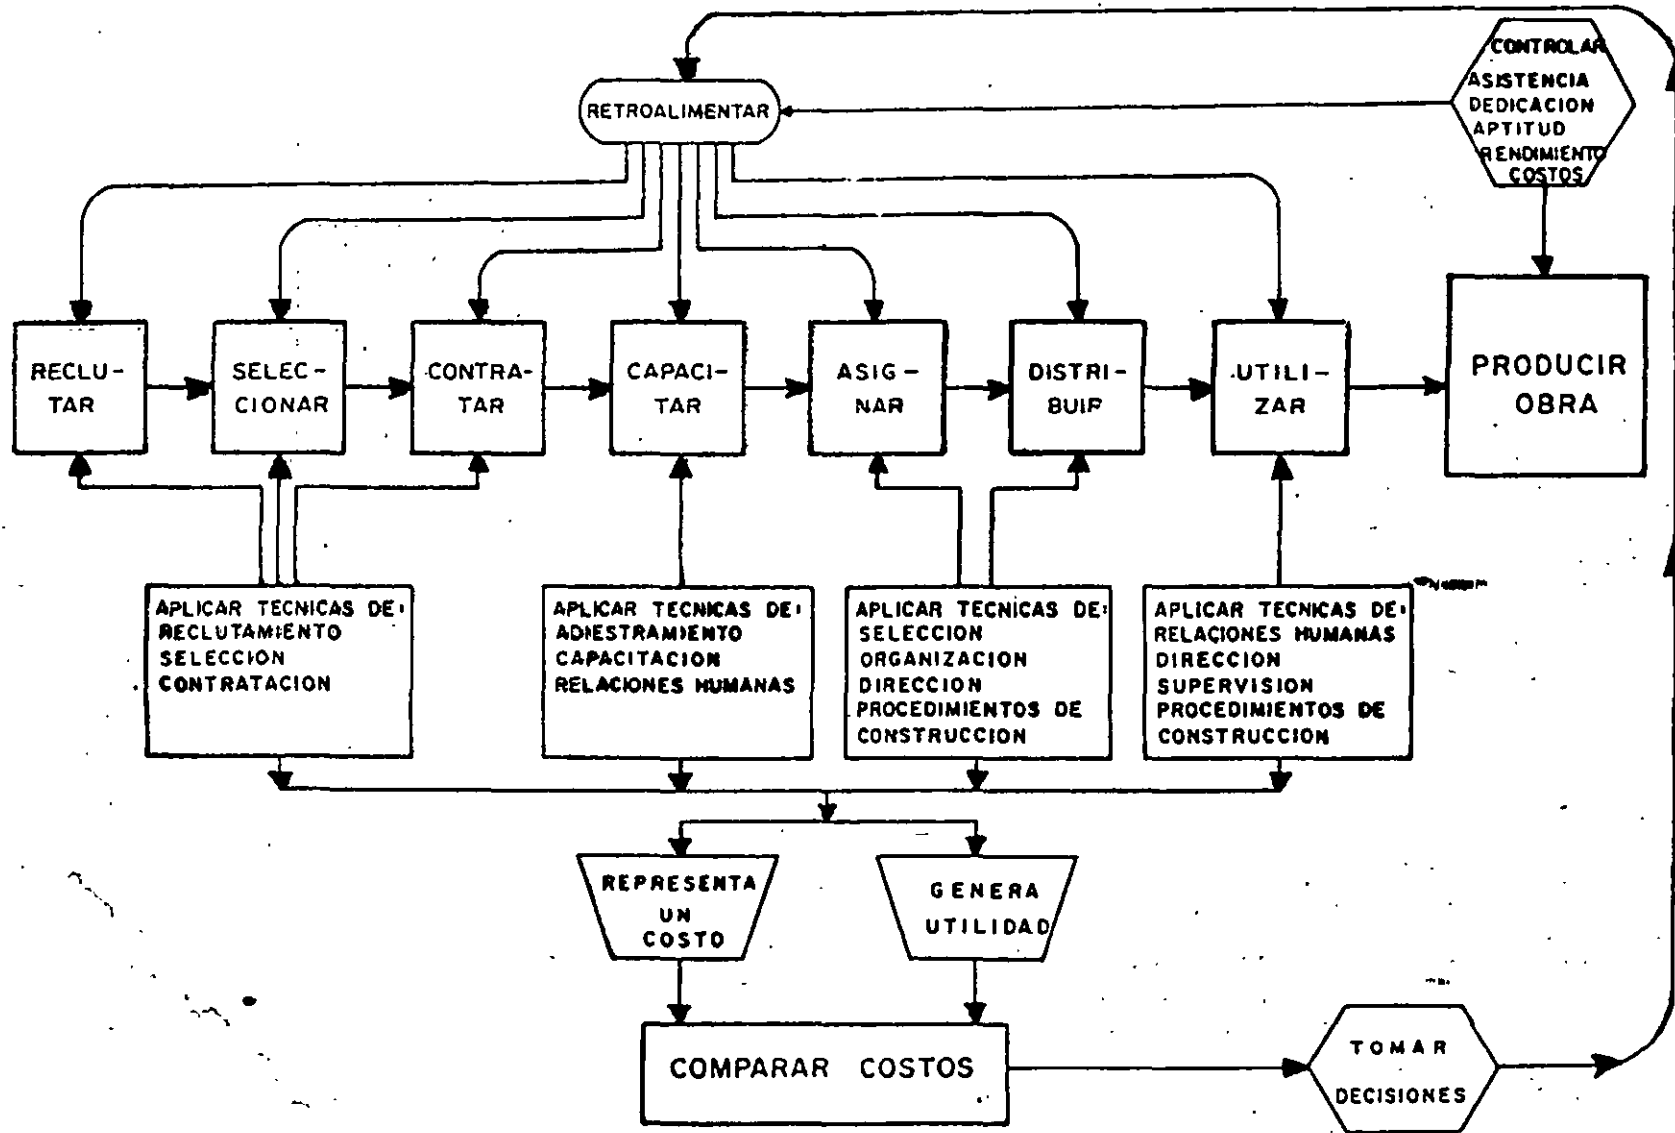 CONTROLAR
ASISTENCIA
DEDICACION
APTITUD
RENDIMIENTO
COSTOS
RETROALIMENTAR
RECLU-
TAR
SELEC-
CIONAR
CONTRA-
TAR
CAPACI-
TAR
ASIG-
NAR
DISTRI-
BUIR
UTILI-
ZAR
PRODUCIR
OBRA
APLICAR TECNICAS DE:
RECLUTAMIENTO
SELECCION
CONTRATACION
APLICAR TECNICAS DE:
ADIESTRAMIENTO
CAPACITACION
RELACIONES HUMANAS
APLICAR TECNICAS DE:
SELECCION
ORGANIZACION
DIRECCION
PROCEDIMIENTOS DE
CONSTRUCCION
APLICAR TECNICAS DE:
RELACIONES HUMANAS
DIRECCION
SUPERVISION
PROCEDIMIENTOS DE
CONSTRUCCION
REPRESENTA
UN
COSTO
GENERA
UTILIDAD
COMPARAR COSTOS
TOMAR
DECISIONES